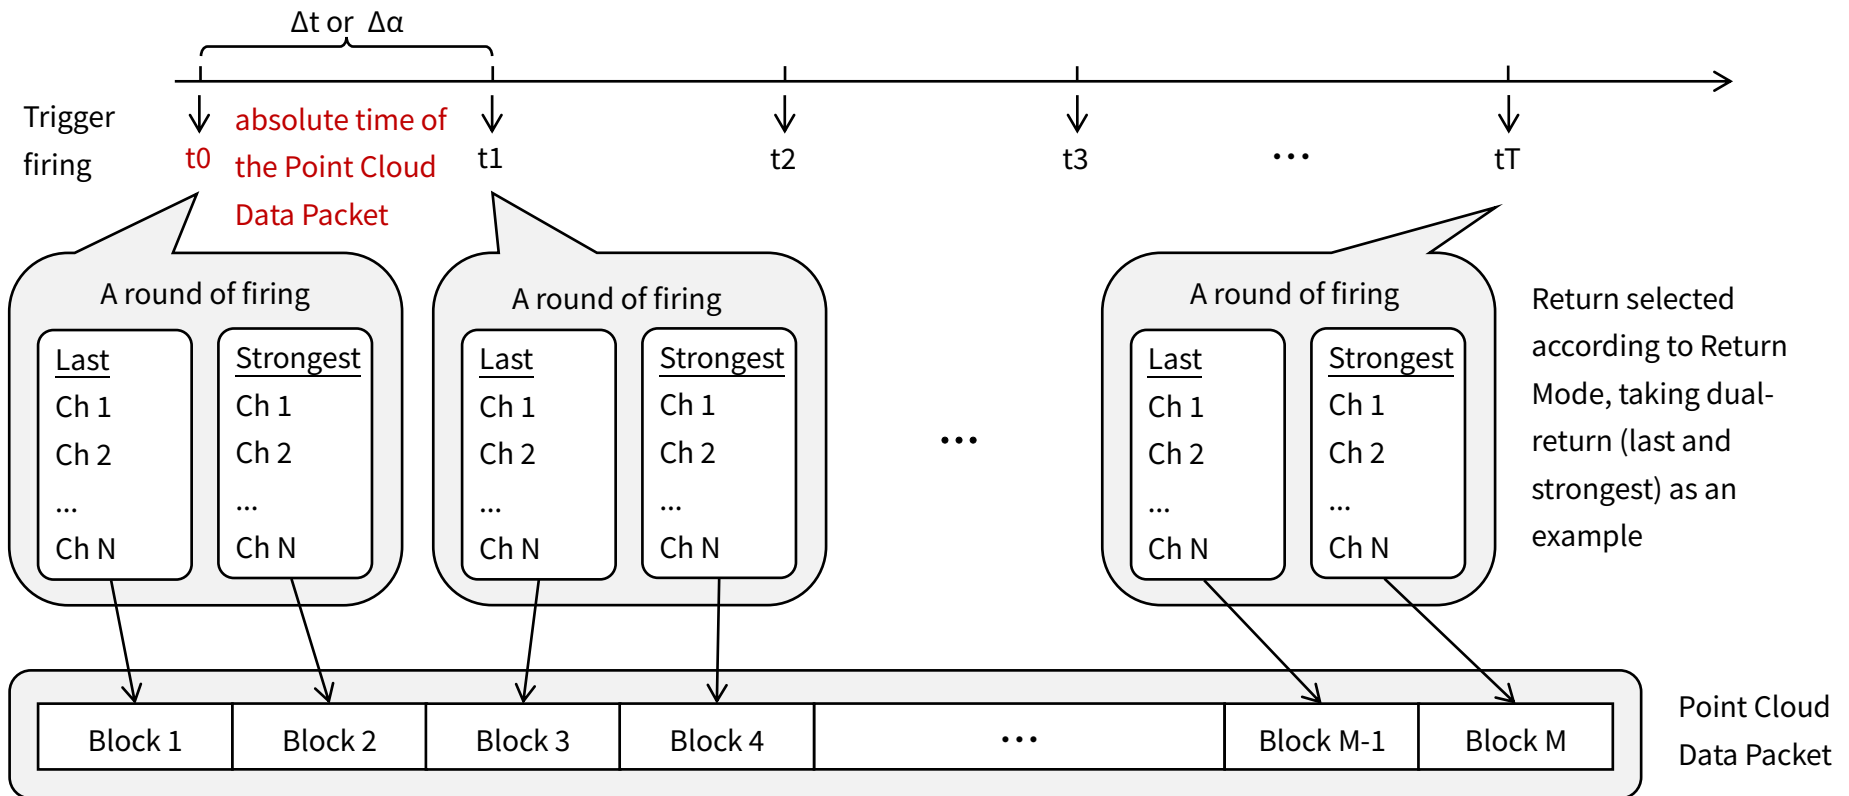 Δt or Δα
Trigger
firing
t0
absolute time of
the Point Cloud
Data Packet
t1
t2
t3
...
tT
A round of firing
Last
Ch 1
Ch 2
...
Ch N
Strongest
Ch 1
Ch 2
...
Ch N
A round of firing
Last
Ch 1
Ch 2
...
Ch N
Strongest
Ch 1
Ch 2
...
Ch N
...
A round of firing
Last
Ch 1
Ch 2
...
Ch N
Strongest
Ch 1
Ch 2
...
Ch N
Return selected
according to Return
Mode, taking dual-
return (last and
strongest) as an
example
Block 1
Block 2
Block 3
Block 4
...
Block M-1
Block M
Point Cloud
Data Packet